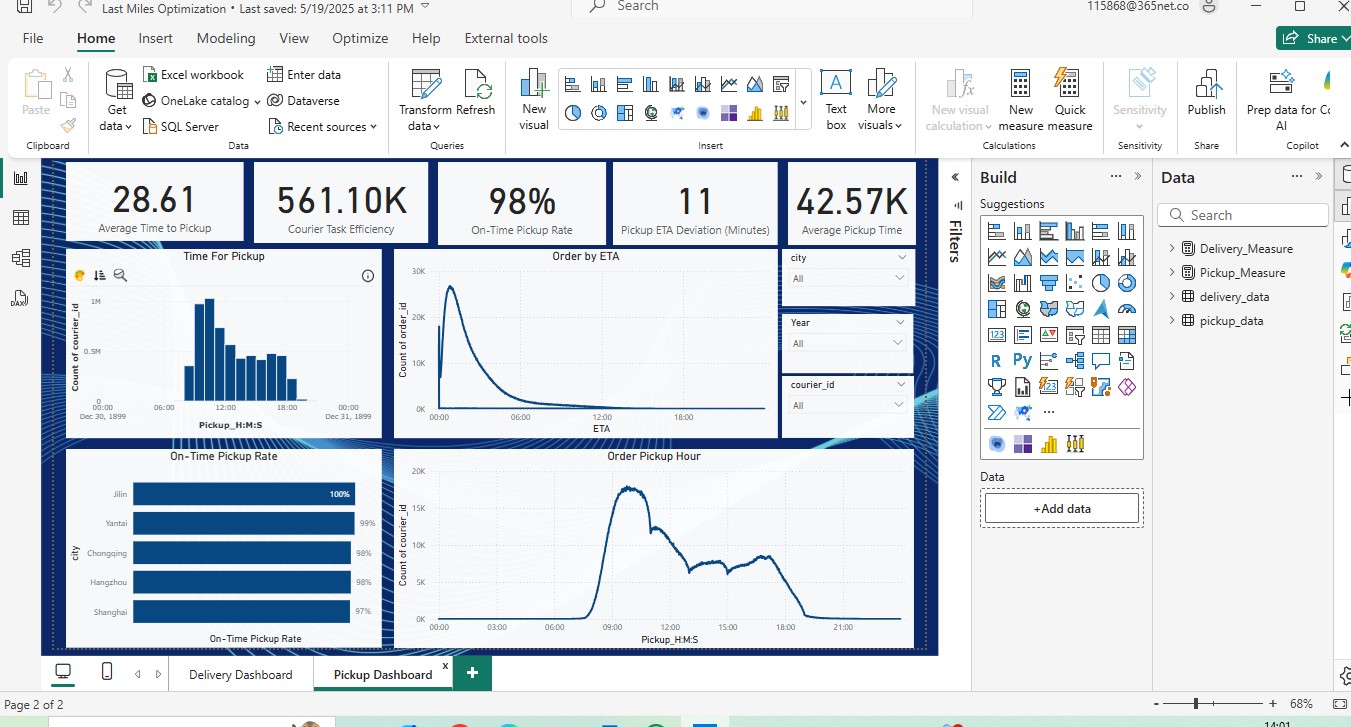 Last Miles Optimization • Last saved: 5/19/2025 at 3:11 PM
Search
115868@365net.co
File Home Insert Modeling View Optimize Help External tools
Share
Paste
Clipboard
Get data
Excel workbook
OneLake catalog
SQL Server
Enter data
Dataverse
Recent sources
Data
Transform data
Refresh
Queries
New visual
Text box
More visuals
Insert
New visual calculation
New measure
Quick measure
Calculations
Sensitivity
Sensitivity
Publish
Share
Prep data for AI
Co
Copilot
28.61
Average Time to Pickup
561.10K
Courier Task Efficiency
98%
On-Time Pickup Rate
11
Pickup ETA Deviation (Minutes)
42.57K
Average Pickup Time
Time For Pickup
Count of courier_id
1M
0.5M
0
00:00 06:00 12:00 18:00 00:00
Dec 30, 1899 Dec 31, 1899
Pickup_H:M:S
Order by ETA
Count of order_id
30K
20K
10K
0K
00:00 06:00 12:00 18:00
ETA
city
All
Year
All
courier_id
All
On-Time Pickup Rate
city
Jilin 100%
Yantai 99%
Chongqing 98%
Hangzhou 98%
Shanghai 97%
On-Time Pickup Rate
Order Pickup Hour
Count of courier_id
20K
15K
10K
5K
0K
00:00 03:00 06:00 09:00 12:00 15:00 18:00 21:00
Pickup_H:M:S
Filters
Build
Suggestions
123
R Py
123
Data
+Add data
Data
Search
Delivery_Measure
Pickup_Measure
delivery_data
pickup_data
DAX
Delivery Dashboard
Pickup Dashboard x
+
Page 2 of 2
- + 68%
14:01